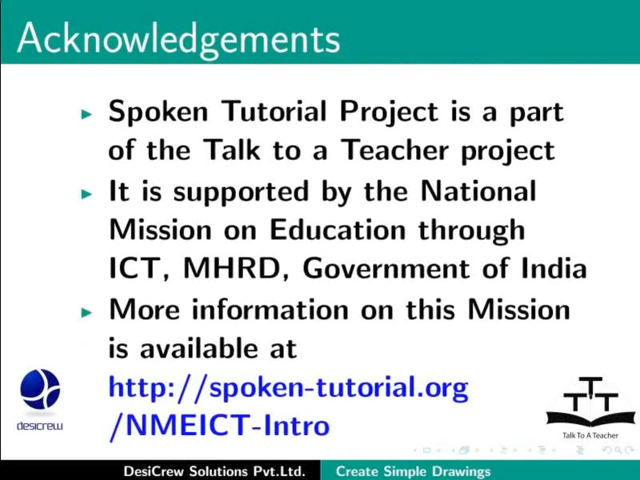 Acknowledgements
Spoken Tutorial Project is a part
of the Talk to a Teacher project
It is supported by the National
Mission on Education through
ICT, MHRD, Government of India
More information on this Mission
is available at
http://spoken-tutorial.org
/NMEICT-Intro
desicrew
TTT
Talk To A Teacher
DesiCrew Solutions Pvt.Ltd.
Create Simple Drawings